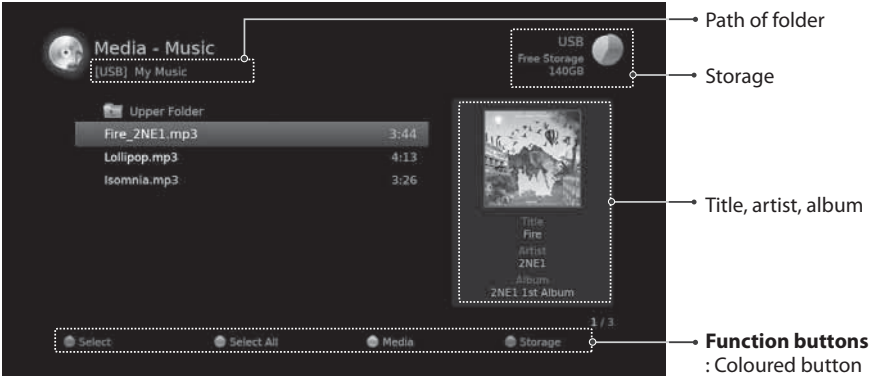 Media - Music
[USB] My Music
USB
Free Storage
140GB
Upper Folder
Fire_2NE1.mp3 3:44
Lollipop.mp3 4:13
Isomnia.mp3 3:26
Title
Fire
Artist
2NE1
Album
2NE1 1st Album
1 / 3
Select Select All Media Storage
Path of folder
Storage
Title, artist, album
Function buttons
: Coloured button